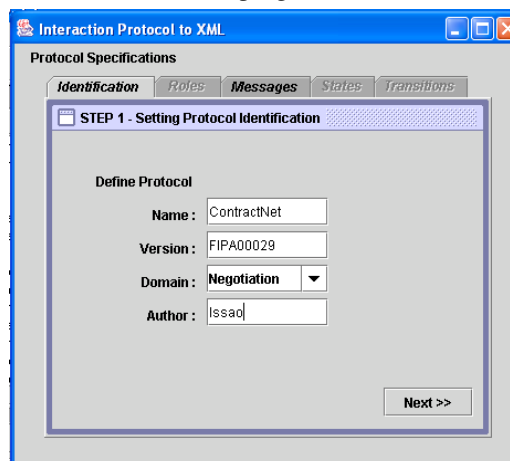 Interaction Protocol to XML
Protocol Specifications
Identification Roles Messages States Transitions
STEP 1 - Setting Protocol Identification
Define Protocol
Name : ContractNet
Version : FIPA00029
Domain : Negotiation
Author : Issao
Next >>